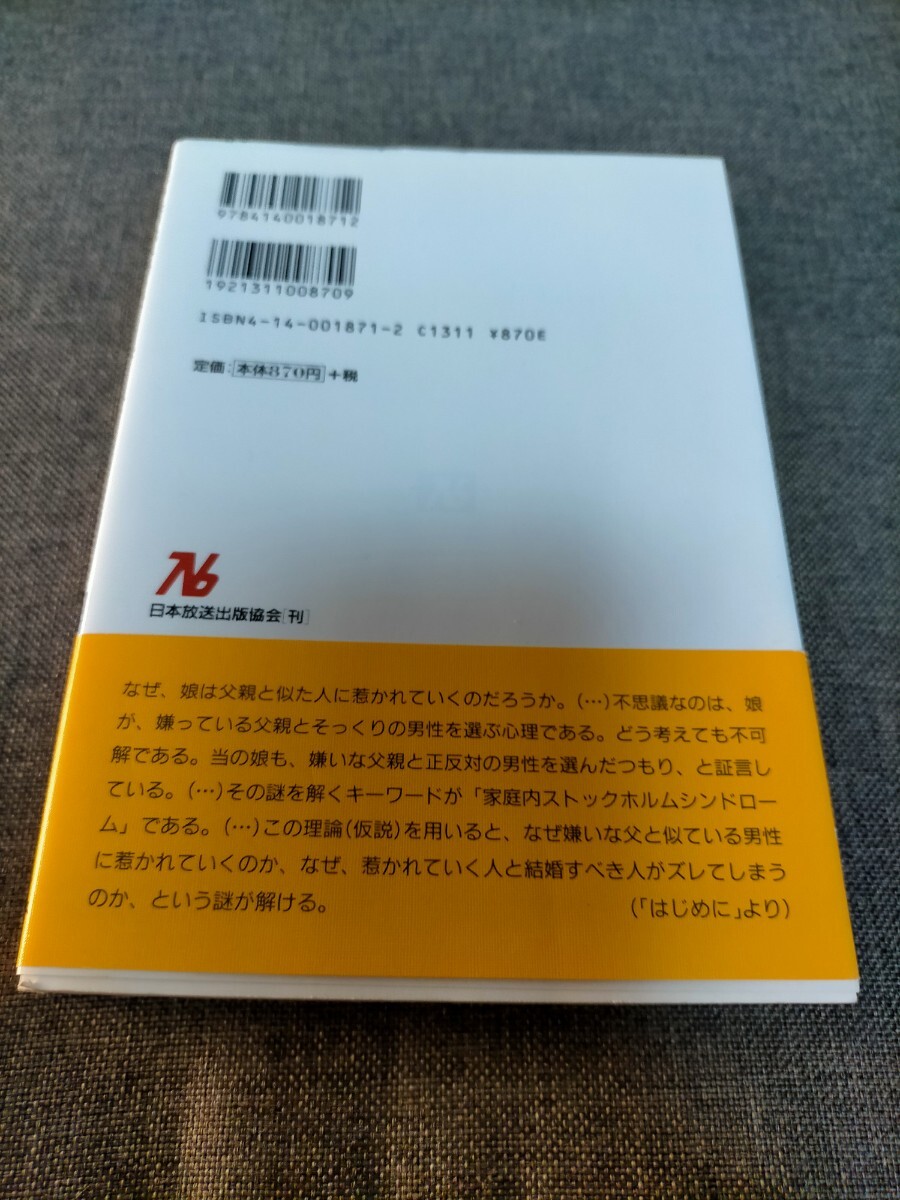 9784140018712
1921311008709
ISBN4-14-001871-2 C1311 ¥870E
定価:本体870円+税
日本放送出版協会[刊]
なぜ、娘は父親と似た人に惹かれていくのだろうか。(…)不思議なのは、娘
が、嫌っている父親とそっくりの男性を選ぶ心理である。どう考えても不可
解である。当の娘も、嫌いな父親と正反対の男性を選んだつもり、と証言し
ている。(…)その謎を解くキーワードが「家庭内ストックホルムシンドロー
ム」である。(…)この理論(仮説)を用いると、なぜ嫌いな父と似ている男性
に惹かれていくのか、なぜ、惹かれていく人と結婚すべき人がズレてしまう
のか、という謎が解ける。 (「はじめに」より)